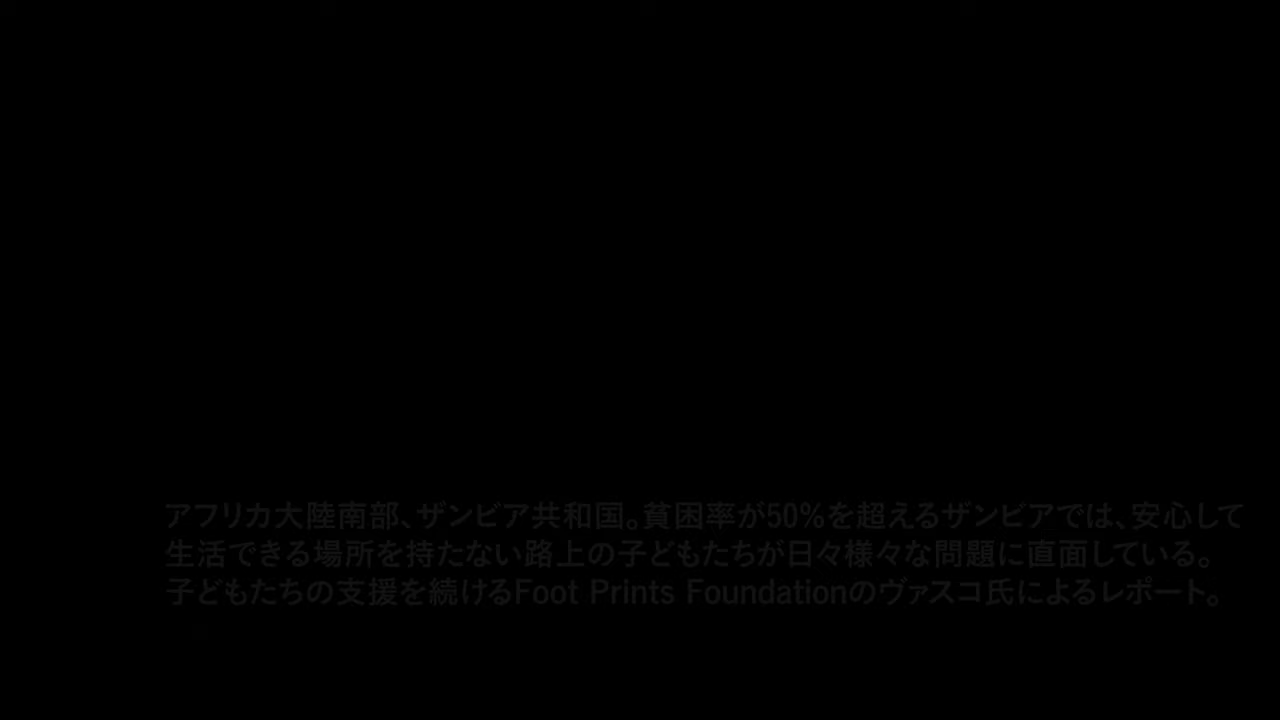 アフリカ大陸南部、ザンビア共和国。貧困率が50%を超えるザンビアでは、安心して
生活できる場所を持たない路上の子どもたちが日々様々な問題に直面している。
子どもたちの支援を続けるFoot Prints Foundationのヴァスコ氏によるレポート。